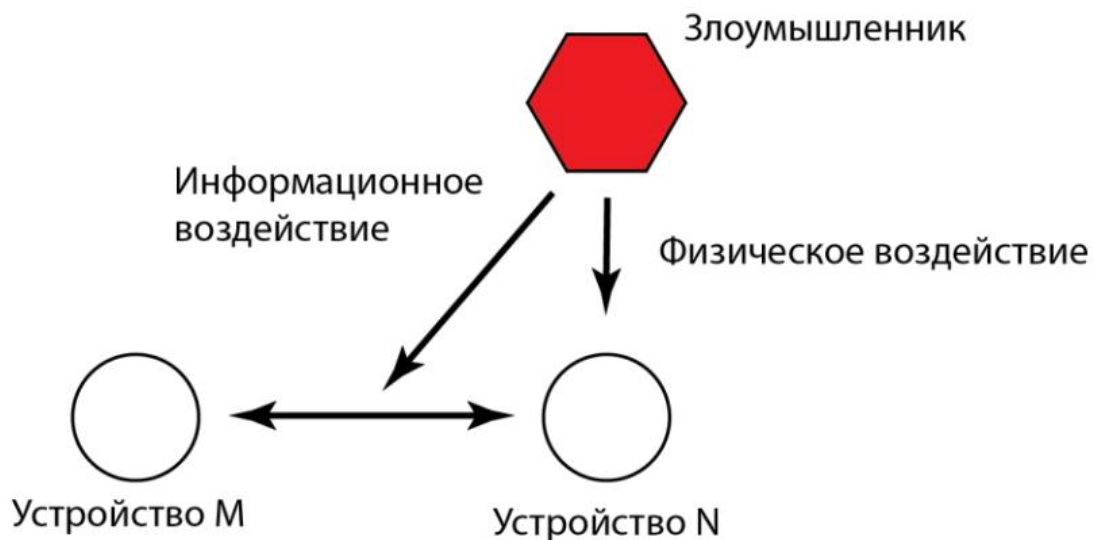 Злоумышленник
Информационное
воздействие
Физическое воздействие
Устройство M
Устройство N